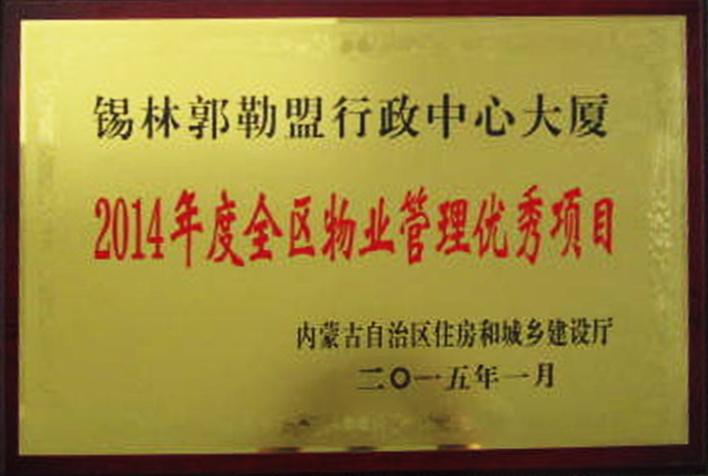 锡林郭勒盟行政中心大厦
2014年度全区物业管理优秀项目
内蒙古自治区住房和城乡建设厅
二〇一五年一月